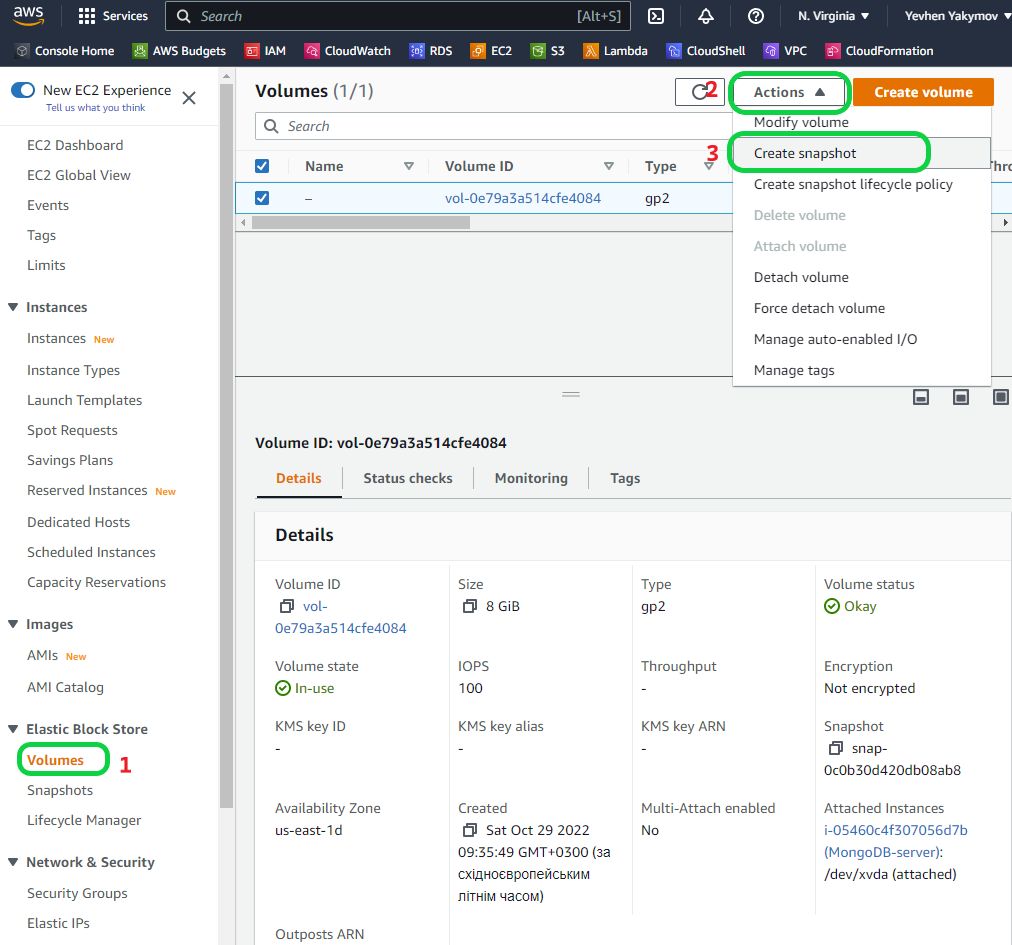 aws Services Search [Alt+S] N. Virginia Yevhen Yakymov
Console Home AWS Budgets IAM CloudWatch RDS EC2 S3 Lambda CloudShell VPC CloudFormation
New EC2 Experience
Tell us what you think
EC2 Dashboard
EC2 Global View
Events
Tags
Limits
Instances
Instances New
Instance Types
Launch Templates
Spot Requests
Savings Plans
Reserved Instances New
Dedicated Hosts
Scheduled Instances
Capacity Reservations
Images
AMIs New
AMI Catalog
Elastic Block Store
Volumes 1
Snapshots
Lifecycle Manager
Network & Security
Security Groups
Elastic IPs
Volumes (1/1) 2 Actions Create volume
Search
Name Volume ID Type
– vol-0e79a3a514cfe4084 gp2
Modify volume
3 Create snapshot
Create snapshot lifecycle policy
Delete volume
Attach volume
Detach volume
Force detach volume
Manage auto-enabled I/O
Manage tags
Volume ID: vol-0e79a3a514cfe4084
Details Status checks Monitoring Tags
Details
Volume ID
vol-
0e79a3a514cfe4084
Size
8 GiB
Type
gp2
Volume status
Okay
Volume state
In-use
IOPS
100
Throughput
-
Encryption
Not encrypted
KMS key ID
-
KMS key alias
-
KMS key ARN
-
Snapshot
snap-
0c0b30d420db08ab8
Availability Zone
us-east-1d
Created
Sat Oct 29 2022
09:35:49 GMT+0300 (за
східноєвропейським
літнім часом)
Multi-Attach enabled
No
Attached Instances
i-05460c4f307056d7b
(MongoDB-server):
/dev/xvda (attached)
Outposts ARN